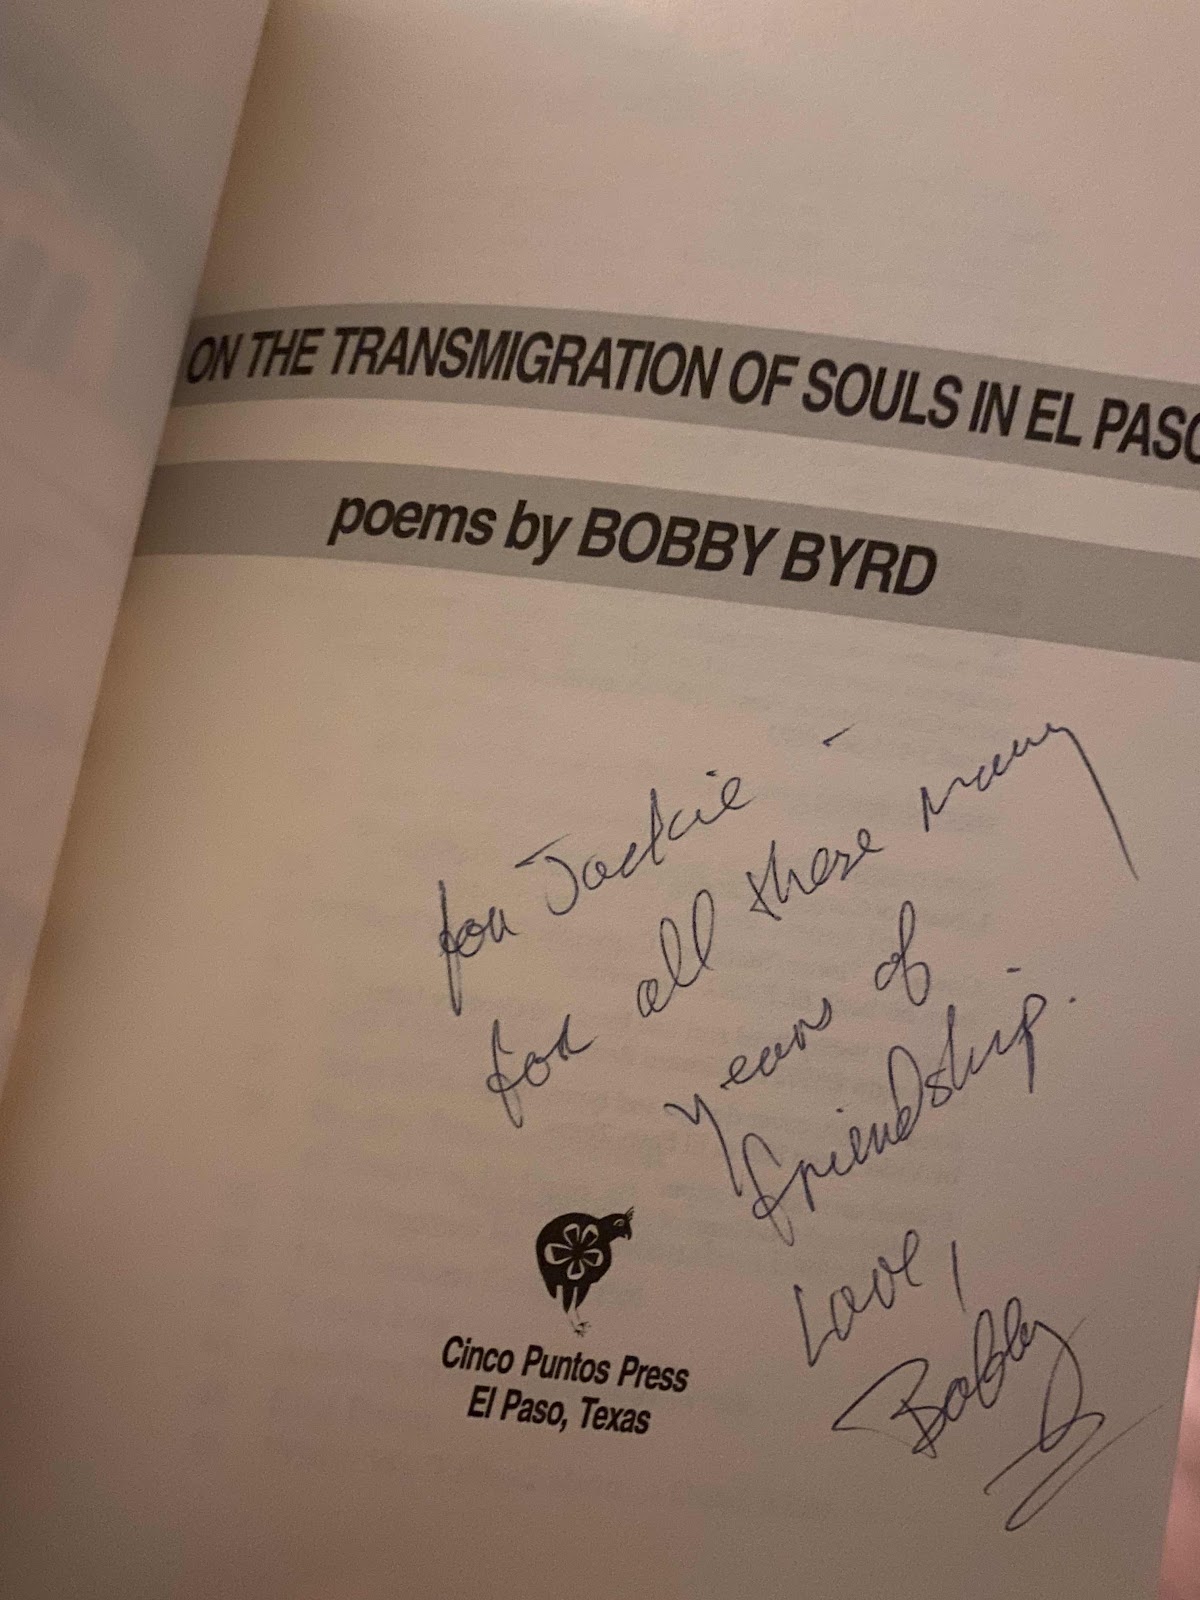 ON THE TRANSMIGRATION OF SOULS IN EL PASO
poems by BOBBY BYRD
for Jackie –
for all these many
years of
friendship.
Love,
Bobby
Cinco Puntos Press
El Paso, Texas